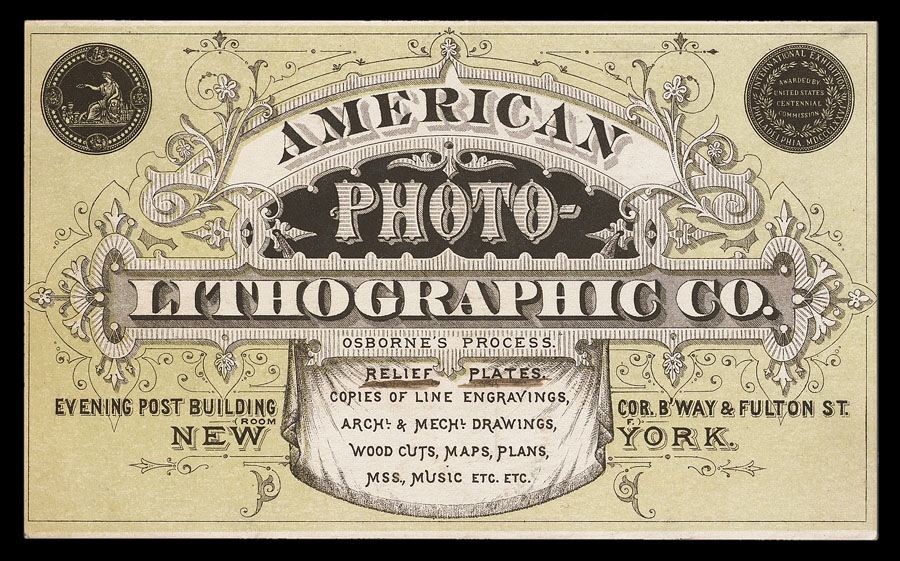 AMERICAN
PHOTO-
LITHOGRAPHIC CO.
OSBORNE'S PROCESS.
RELIEF PLATES.
COPIES OF LINE ENGRAVINGS,
ARCHT. & MECHL. DRAWINGS,
WOOD CUTS, MAPS, PLANS,
MSS., MUSIC ETC. ETC.
EVENING POST BUILDING
(ROOM
COR. B'WAY & FULTON ST.
F.)
NEW YORK.
INTERNATIONAL EXHIBITION
PHILADELPHIA MDCCCLXXVI
AWARDED BY
UNITED STATES
CENTENNIAL
COMMISSION